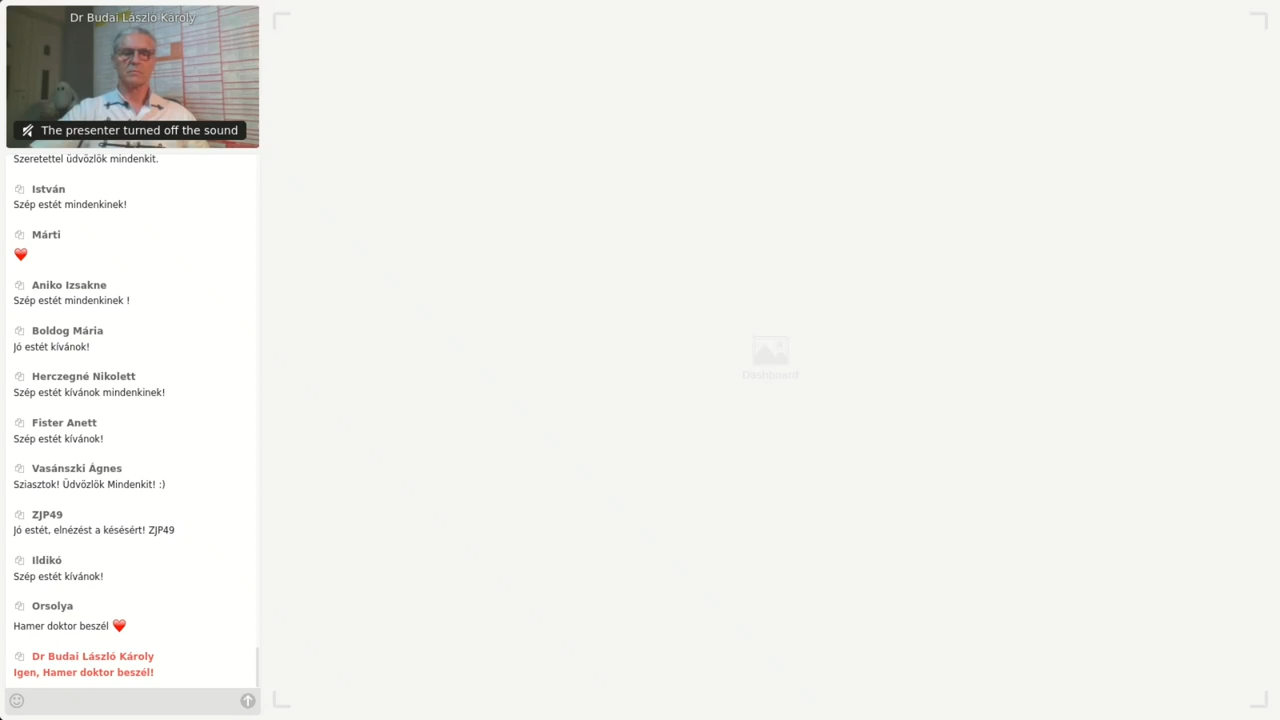 Dr Budai László Károly
The presenter turned off the sound
Szeretettel üdvözlök mindenkit.
István
Szép estét mindenkinek!
Márti
Aniko Izsakne
Szép estét mindenkinek !
Boldog Mária
Jó estét kívánok!
Herczegné Nikolett
Szép estét kívánok mindenkinek!
Fister Anett
Szép estét kívánok!
Vasánszki Ágnes
Sziasztok! Üdvözlök Mindenkit! :)
ZJP49
Jó estét, elnézést a késésért! ZJP49
Ildikó
Szép estét kívánok!
Orsolya
Hamer doktor beszél ❤️
Dr Budai László Károly
Igen, Hamer doktor beszél!
Dashboard